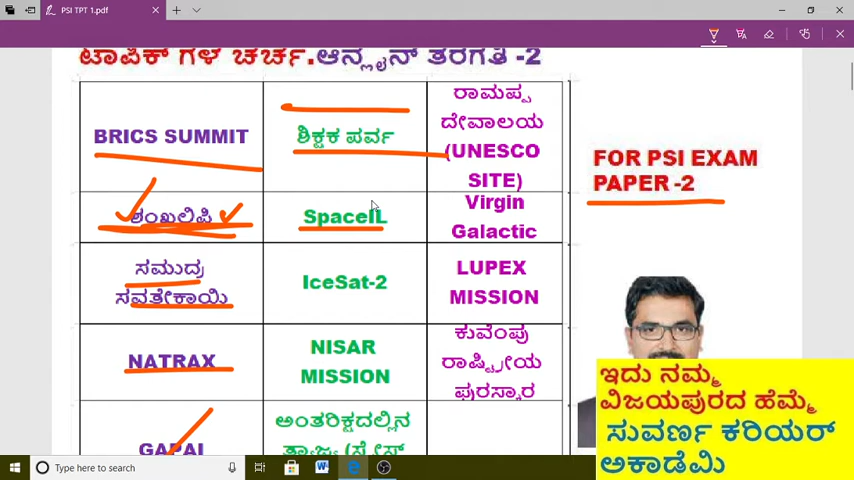 PSI TPT 1.pdf
ಟಾಪಿಕ್ ಗಳ ಚರ್ಚೆ.ಆನ್ಲೈನ್ ತರಗತಿ -2
BRICS SUMMIT
ಶಿಕ್ಷಕ ಪರ್ವ
ರಾಮಪ್ಪ
ದೇವಾಲಯ
(UNESCO
SITE)
ಶಂಖಲಿಪಿ
SpaceIL
Virgin
Galactic
ಸಮುದ್ರ
ಸವತೇಕಾಯಿ
IceSat-2
LUPEX
MISSION
NATRAX
NISAR
MISSION
ಕುವೆಂಪು
ರಾಷ್ಟ್ರೀಯ
ಪುರಸ್ಕಾರ
ಅಂತರಿಕ್ಷದಲ್ಲಿನ
FOR PSI EXAM
PAPER -2
ಇದು ನಮ್ಮ
ವಿಜಯಪುರದ ಹೆಮ್ಮೆ
ಸುವರ್ಣ ಕರಿಯರ್
ಅಕಾಡೆಮಿ
Type here to search